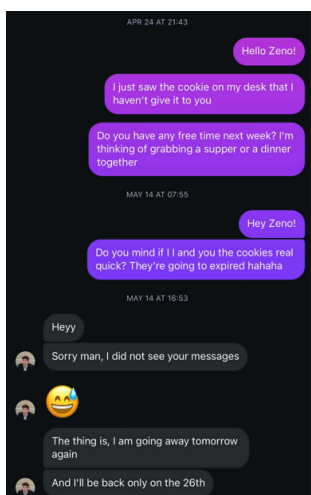 APR 24 AT 21:43
Hello Zeno!
I just saw the cookie on my desk that I
haven't give it to you
Do you have any free time next week? I'm
thinking of grabbing a supper or a dinner
together
MAY 14 AT 07:55
Hey Zeno!
Do you mind if I I and you the cookies real
quick? They're going to expired hahaha
MAY 14 AT 16:53
Heyy
Sorry man, I did not see your messages
The thing is, I am going away tomorrow
again
And I'll be back only on the 26th